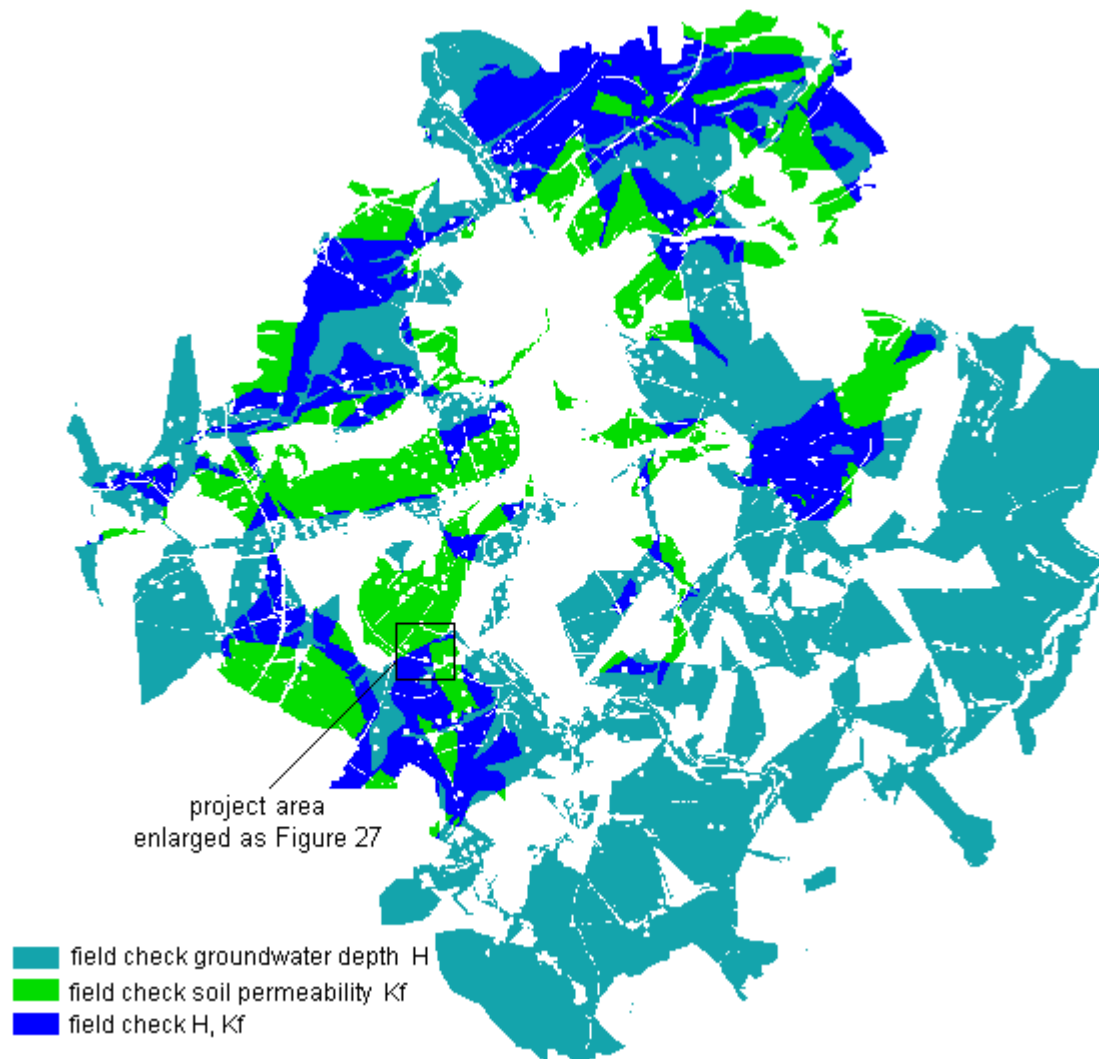 project area
enlarged as Figure 27
field check groundwater depth H
field check soil permeability Kf
field check H, Kf